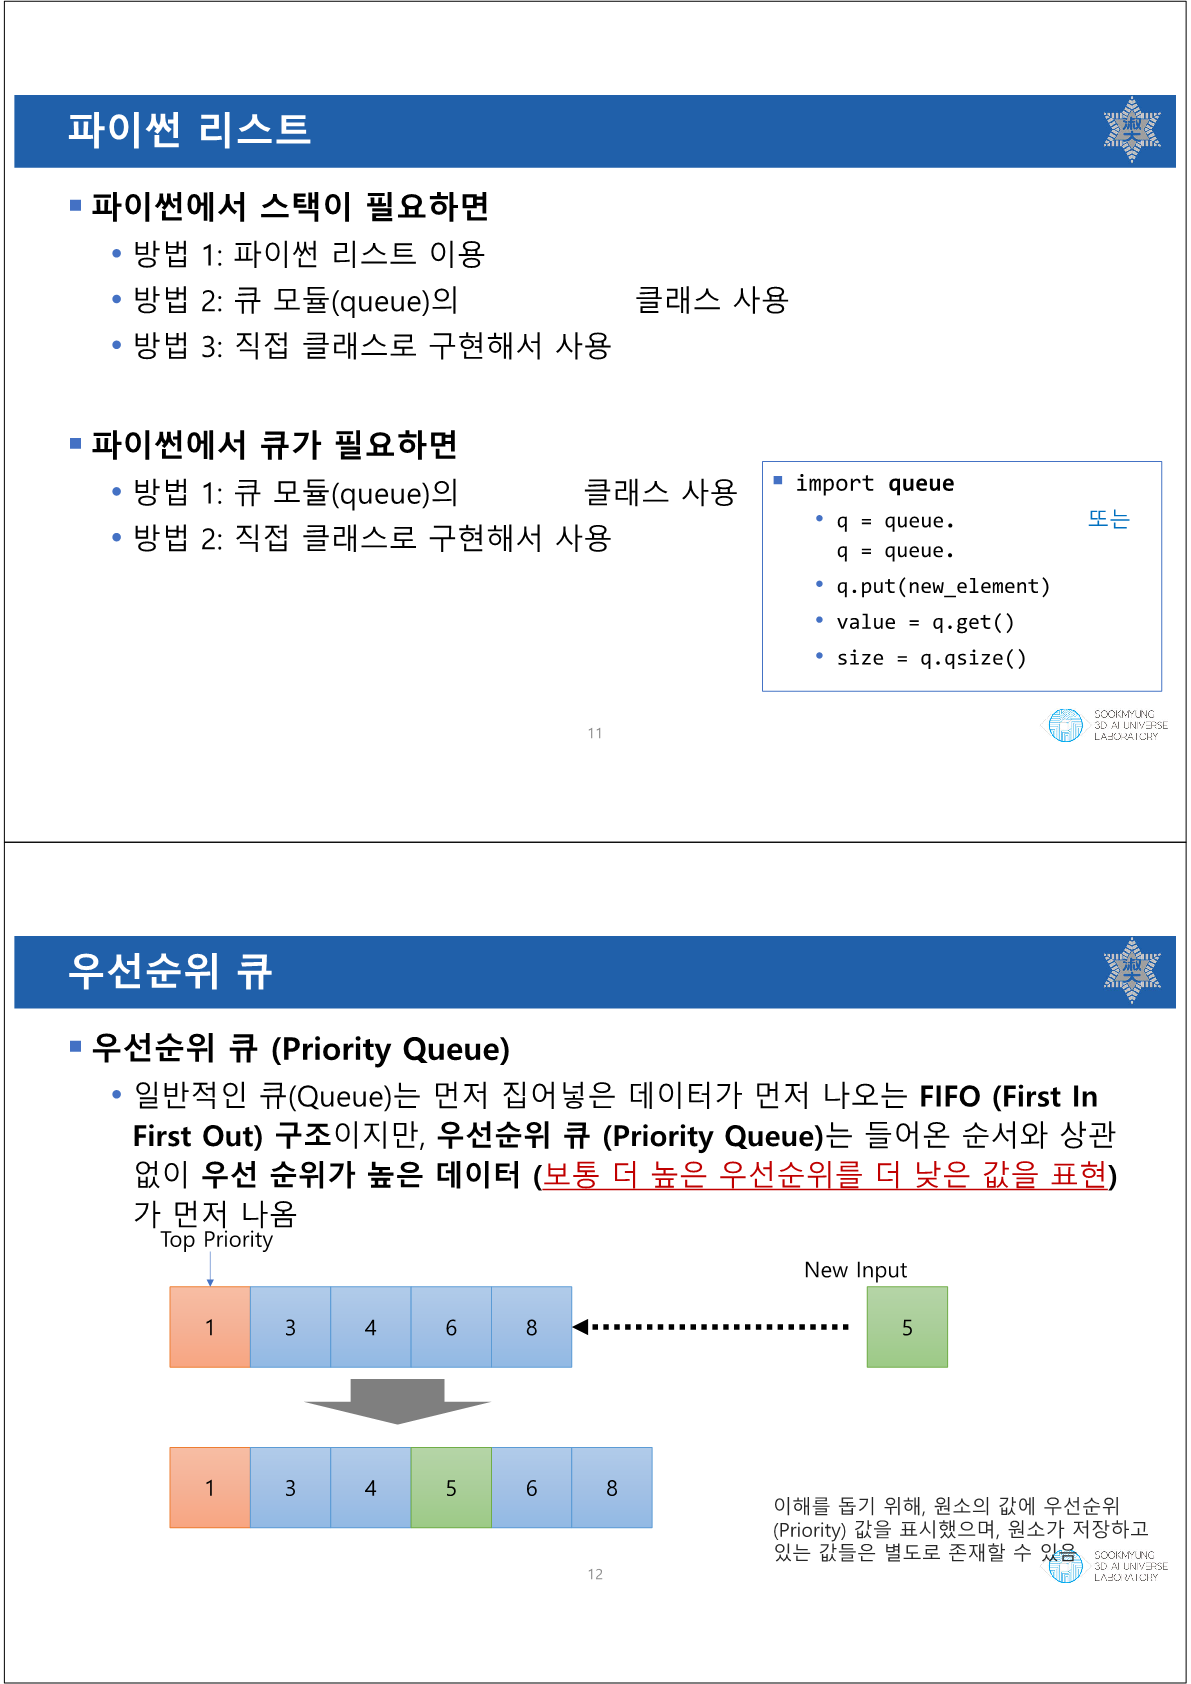 파이썬 리스트
파이썬에서 스택이 필요하면
방법 1: 파이썬 리스트 이용
방법 2: 큐 모듈(queue)의 클래스 사용
방법 3: 직접 클래스로 구현해서 사용
파이썬에서 큐가 필요하면
방법 1: 큐 모듈(queue)의 클래스 사용
방법 2: 직접 클래스로 구현해서 사용
import queue
q = queue. 또는
q = queue.
q.put(new_element)
value = q.get()
size = q.qsize()
11
SOOKMYUNG
3D AI UNIVERSE
LABORATORY
우선순위 큐
우선순위 큐 (Priority Queue)
일반적인 큐(Queue)는 먼저 집어넣은 데이터가 먼저 나오는 FIFO (First In
First Out) 구조이지만, 우선순위 큐 (Priority Queue)는 들어온 순서와 상관
없이 우선 순위가 높은 데이터 (보통 더 높은 우선순위를 더 낮은 값을 표현)
가 먼저 나옴
Top Priority
New Input
1 3 4 6 8 5
1 3 4 5 6 8
이해를 돕기 위해, 원소의 값에 우선순위
(Priority) 값을 표시했으며, 원소가 저장하고
있는 값들은 별도로 존재할 수 있음
12
SOOKMYUNG
3D AI UNIVERSE
LABORATORY